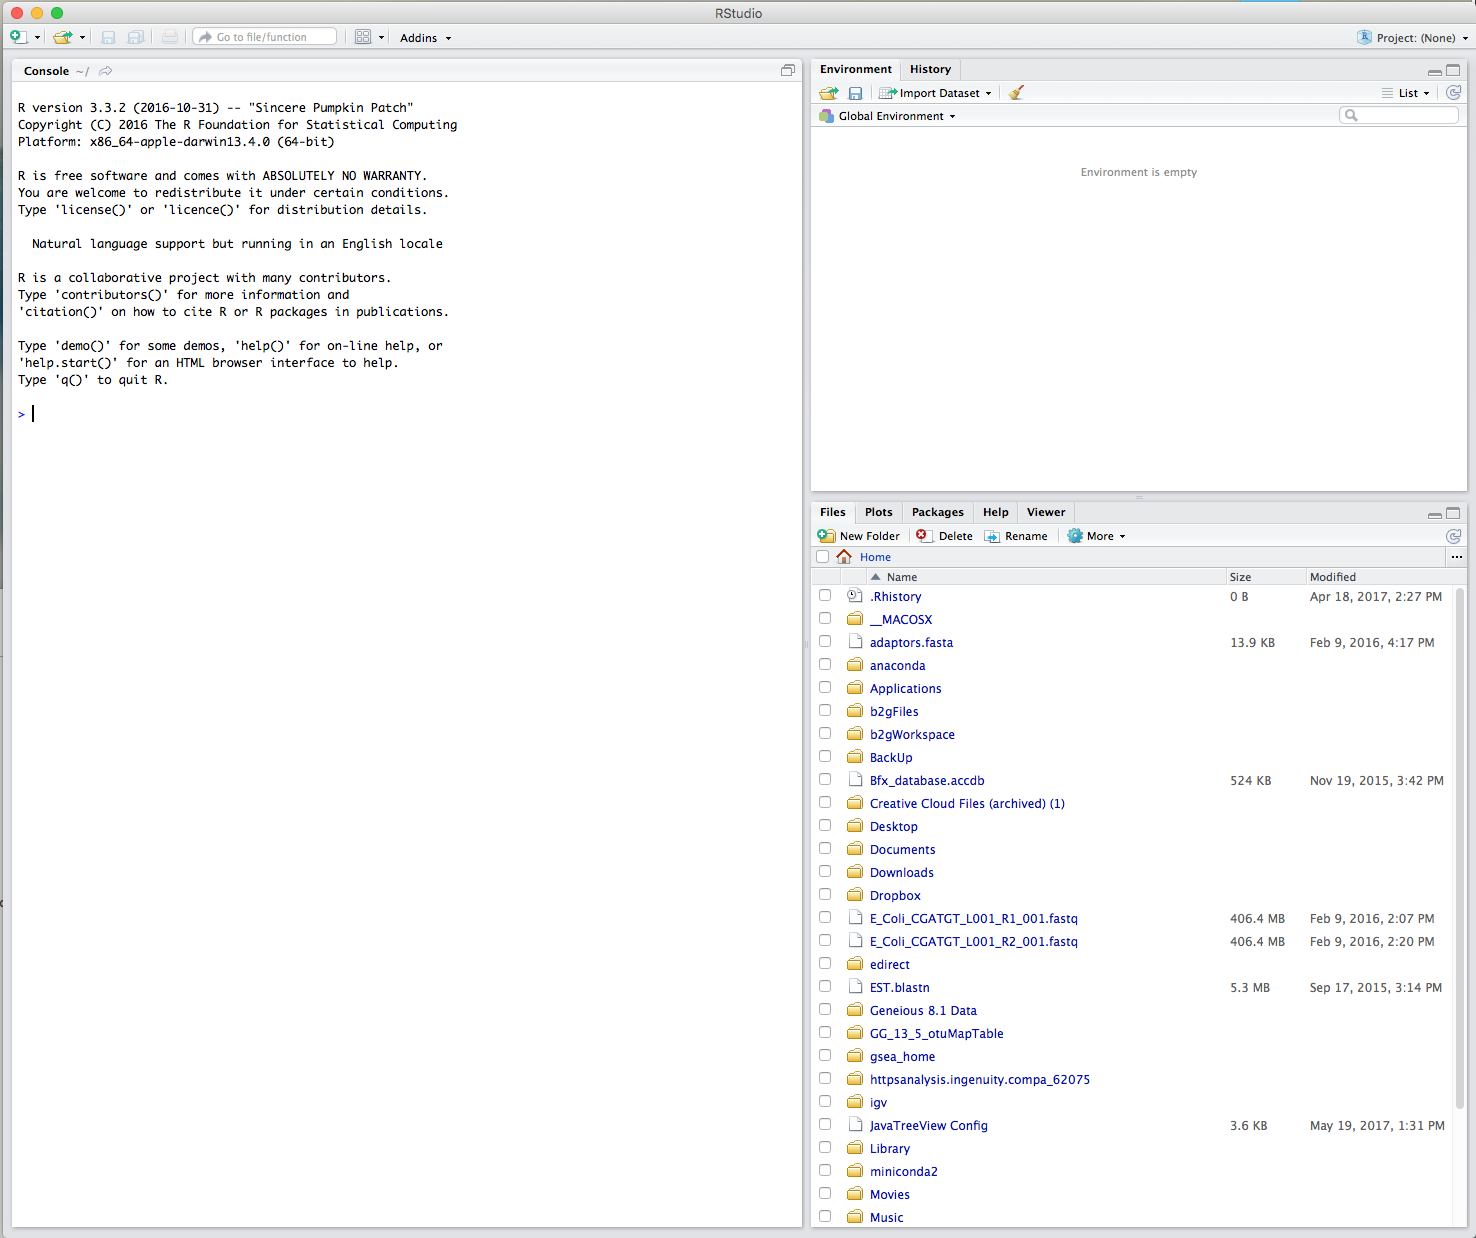 RStudio
Go to file/function
Addins
Project: (None)
Console ~/
R version 3.3.2 (2016-10-31) -- "Sincere Pumpkin Patch"
Copyright (C) 2016 The R Foundation for Statistical Computing
Platform: x86_64-apple-darwin13.4.0 (64-bit)
R is free software and comes with ABSOLUTELY NO WARRANTY.
You are welcome to redistribute it under certain conditions.
Type 'license()' or 'licence()' for distribution details.
Natural language support but running in an English locale
R is a collaborative project with many contributors.
Type 'contributors()' for more information and
'citation()' on how to cite R or R packages in publications.
Type 'demo()' for some demos, 'help()' for on-line help, or
'help.start()' for an HTML browser interface to help.
Type 'q()' to quit R.
>
Environment History
Import Dataset List
Global Environment
Environment is empty
Files Plots Packages Help Viewer
New Folder Delete Rename More
Home ...
Name Size Modified
.Rhistory 0 B Apr 18, 2017, 2:27 PM
__MACOSX
adaptors.fasta 13.9 KB Feb 9, 2016, 4:17 PM
anaconda
Applications
b2gFiles
b2gWorkspace
BackUp
Bfx_database.accdb 524 KB Nov 19, 2015, 3:42 PM
Creative Cloud Files (archived) (1)
Desktop
Documents
Downloads
Dropbox
E_Coli_CGATGT_L001_R1_001.fastq 406.4 MB Feb 9, 2016, 2:07 PM
E_Coli_CGATGT_L001_R2_001.fastq 406.4 MB Feb 9, 2016, 2:20 PM
edirect
EST.blastn 5.3 MB Sep 17, 2015, 3:14 PM
Geneious 8.1 Data
GG_13_5_otuMapTable
gsea_home
httpsanalysis.ingenuity.compa_62075
igv
JavaTreeView Config 3.6 KB May 19, 2017, 1:31 PM
Library
miniconda2
Movies
Music